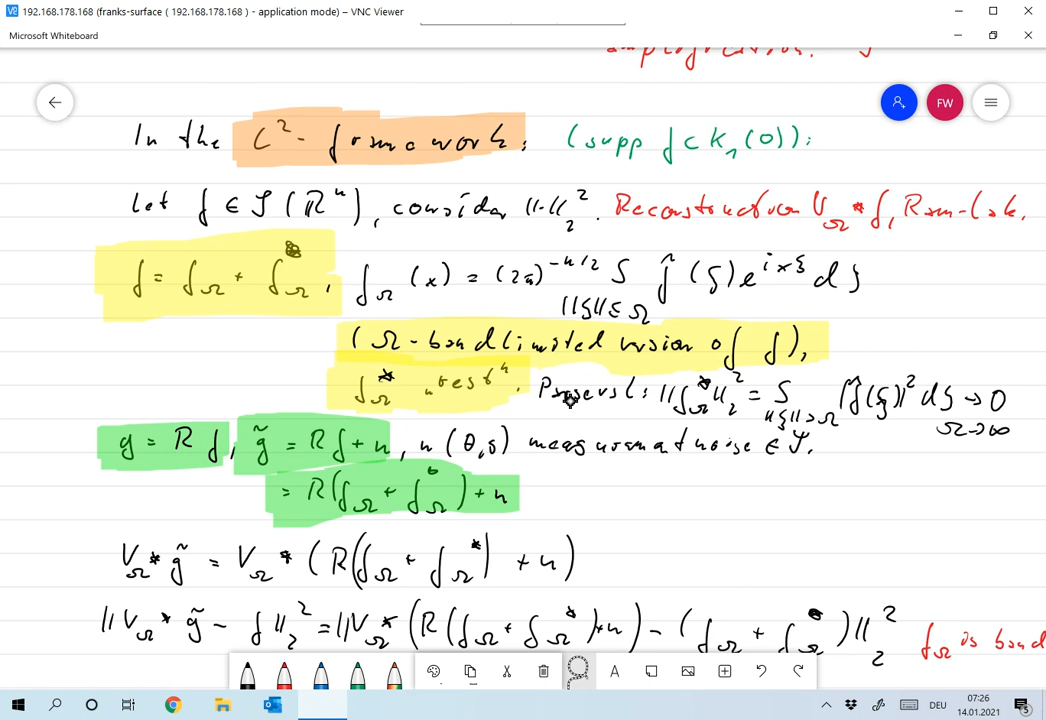 192.168.178.168 (franks-surface ( 192.168.178.168 ) - application mode) – VNC Viewer
Microsoft Whiteboard
FW
In the L² - framework, (supp f ⊂ K₁(0)):
Let f ∈ S(ℝⁿ), consider ‖·‖₂². Reconstruction V_Ω * f, Ram-Lak.
f = f_Ω + f_Ω^*, f_Ω(x) = (2π)^{-n/2} ∫_{‖ξ‖≤Ω} f̂(ξ) e^{ixξ} dξ
(Ω-bandlimited version of f),
f_Ω^* "rest". Parseval: ‖f_Ω^*‖₂² = ∫_{‖ξ‖>Ω} |f̂(ξ)|² dξ → 0
Ω→∞
g = R f, g̃ = R f + n, n(θ,s) measurement noise ∈ S.
= R(f_Ω + f_Ω^*) + n
V_Ω * g̃ = V_Ω * (R(f_Ω + f_Ω^*) + n)
‖V_Ω * g̃ - f‖₂² = ‖V_Ω * (R(f_Ω + f_Ω^*) + n) - (f_Ω + f_Ω^*)‖₂² f_Ω is band
DEU
07:26
14.01.2021
5